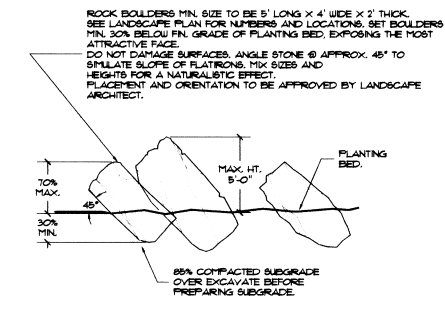 ROCK BOULDERS MIN. SIZE TO BE 5' LONG X 4' WIDE X 2' THICK.
SEE LANDSCAPE PLAN FOR NUMBERS AND LOCATIONS. SET BOULDERS
MIN. 30% BELOW FIN. GRADE OF PLANTING BED, EXPOSING THE MOST
ATTRACTIVE FACE.
DO NOT DAMAGE SURFACES. ANGLE STONE @ APPROX. 45° TO
SIMULATE SLOPE OF FLATIRONS. MIX SIZES AND
HEIGHTS FOR A NATURALISTIC EFFECT.
PLACEMENT AND ORIENTATION TO BE APPROVED BY LANDSCAPE
ARCHITECT.
MAX. HT.
5'-0"
PLANTING
BED.
70%
MAX.
45°
30%
MIN.
85% COMPACTED SUBGRADE
OVER EXCAVATE BEFORE
PREPARING SUBGRADE.